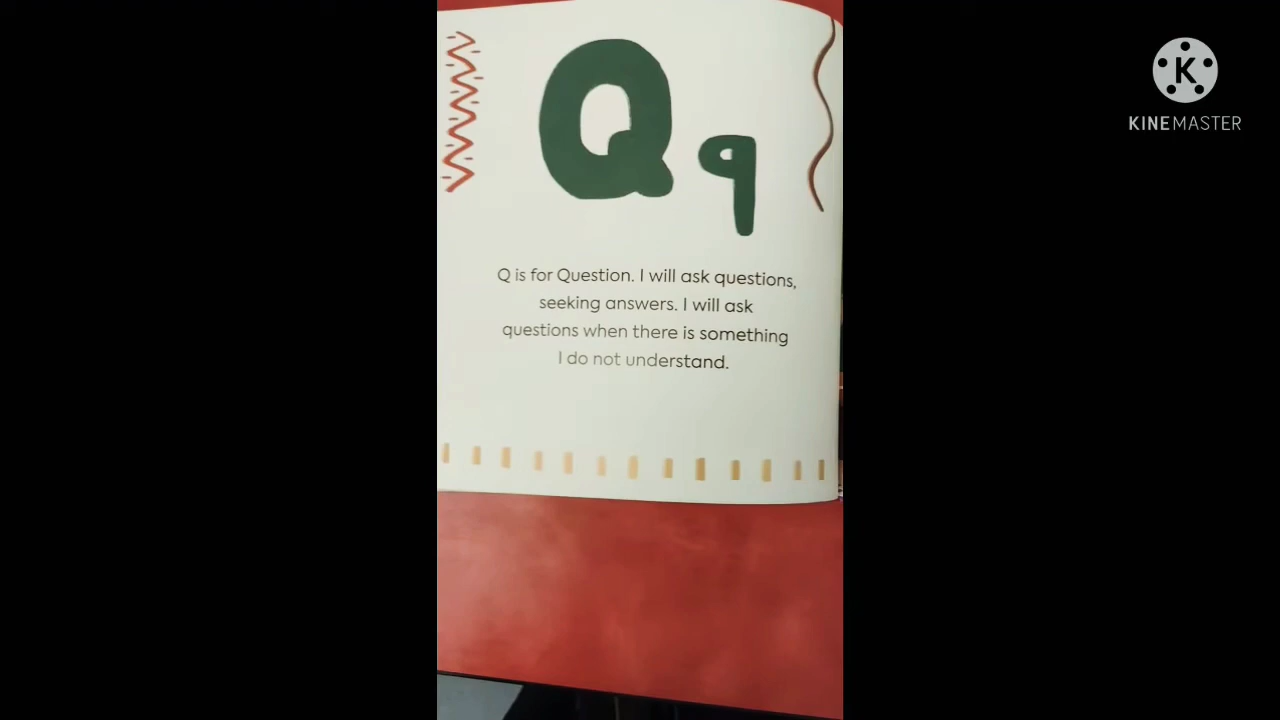 Q q
Q is for Question. I will ask questions,
seeking answers. I will ask
questions when there is something
I do not understand.
K
KINEMASTER